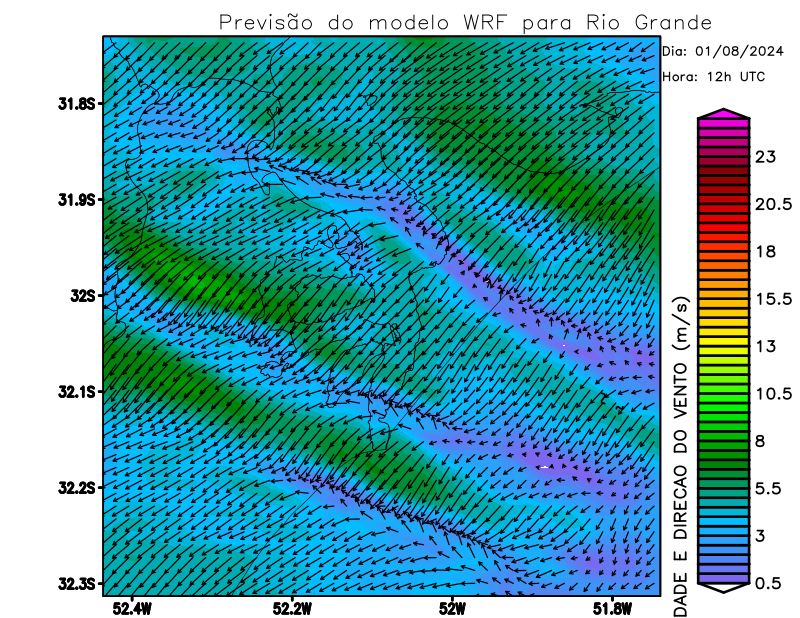 Previsão do modelo WRF para Rio Grande
Dia: 01/08/2024
Hora: 12h UTC
31.8S
31.9S
32S
32.1S
32.2S
32.3S
52.4W
52.2W
52W
51.8W
23
20.5
18
15.5
13
10.5
8
5.5
3
0.5
DADE E DIRECAO DO VENTO (m/s)